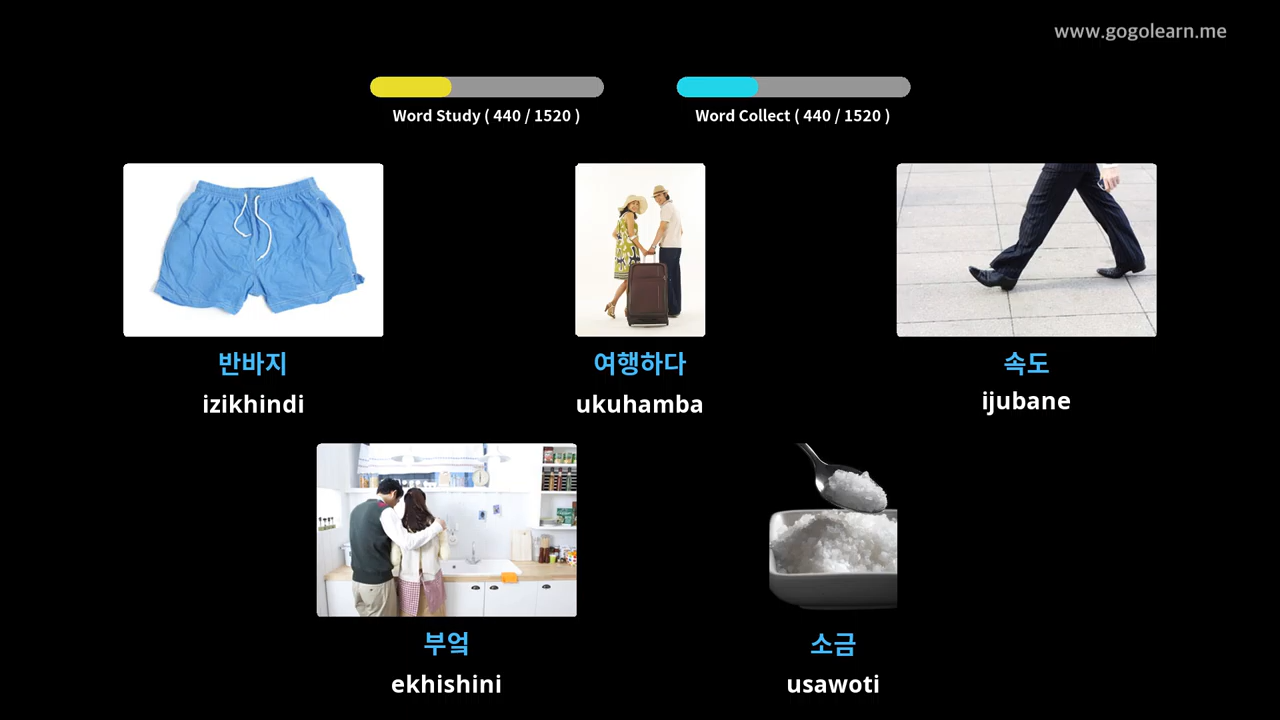 www.gogolearn.me
Word Study ( 440 / 1520 )
Word Collect ( 440 / 1520 )
반바지
여행하다
속도
izikhindi
ukuhamba
ijubane
부엌
소금
ekhishini
usawoti